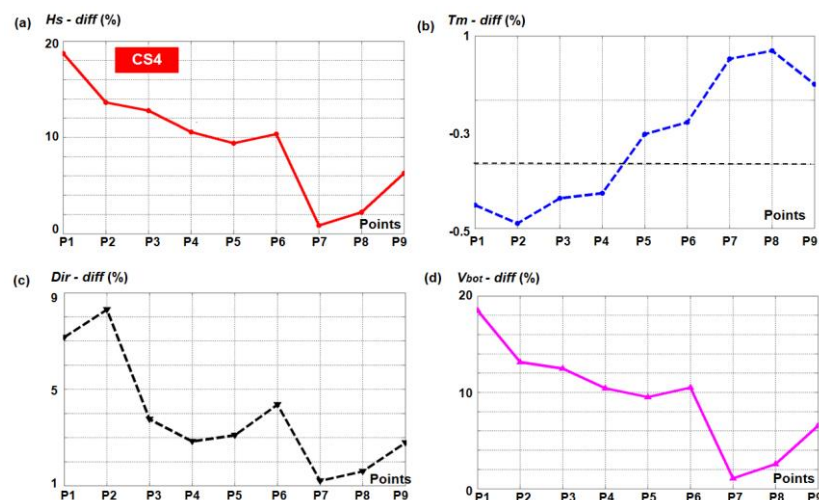 (a) Hs - diff (%)
20
CS4
10
0
Points
P1 P2 P3 P4 P5 P6 P7 P8 P9
(b) Tm - diff (%)
1
-0.3
-0.5
Points
P1 P2 P3 P4 P5 P6 P7 P8 P9
(c) Dir - diff (%)
9
5
1
Points
P1 P2 P3 P4 P5 P6 P7 P8 P9
(d) Vbot - diff (%)
20
10
0
Points
P1 P2 P3 P4 P5 P6 P7 P8 P9